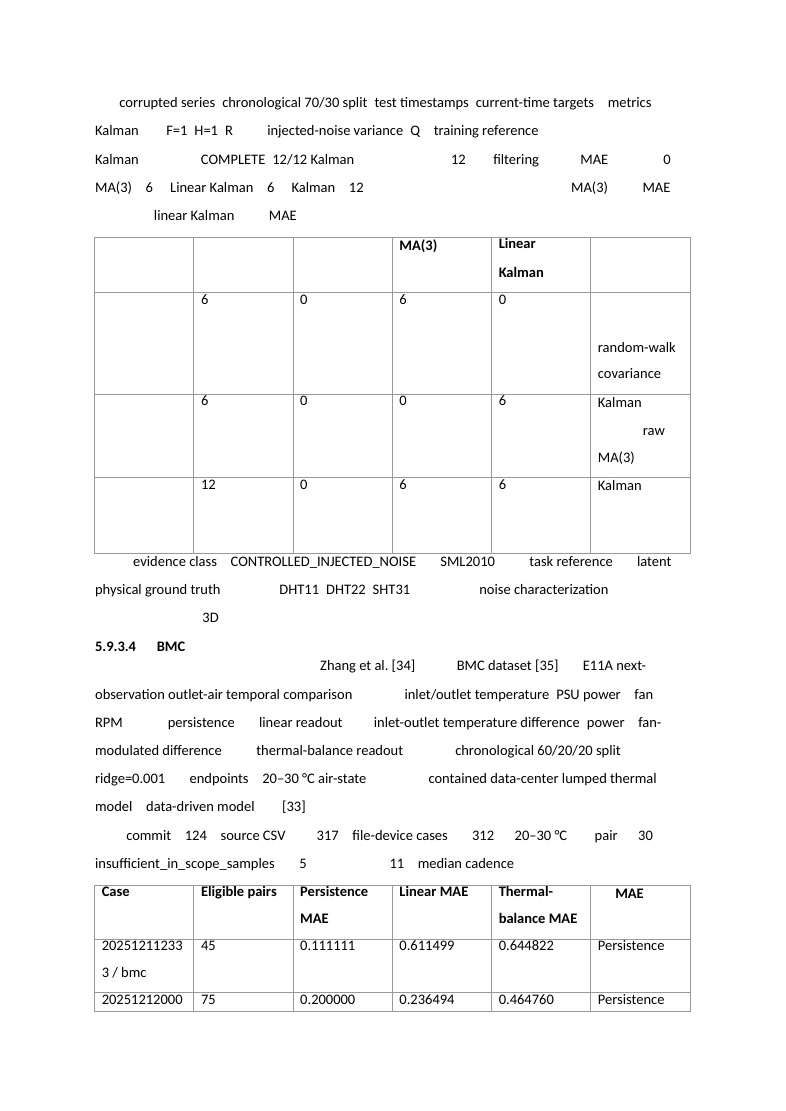 corrupted series chronological 70/30 split test timestamps current-time targets metrics
Kalman F=1 H=1 R injected-noise variance Q training reference
Kalman COMPLETE 12/12 Kalman 12 filtering MAE 0
MA(3) 6 Linear Kalman 6 Kalman 12 MA(3) MAE
linear Kalman MAE
MA(3) Linear
Kalman
6 0 6 0
random-walk
covariance
6 0 0 6 Kalman
raw
MA(3)
12 0 6 6 Kalman
evidence class CONTROLLED_INJECTED_NOISE SML2010 task reference latent
physical ground truth DHT11 DHT22 SHT31 noise characterization
3D
5.9.3.4 BMC
Zhang et al. [34] BMC dataset [35] E11A next-
observation outlet-air temporal comparison inlet/outlet temperature PSU power fan
RPM persistence linear readout inlet-outlet temperature difference power fan-
modulated difference thermal-balance readout chronological 60/20/20 split
ridge=0.001 endpoints 20–30 °C air-state contained data-center lumped thermal
model data-driven model [33]
commit 124 source CSV 317 file-device cases 312 20–30 °C pair 30
insufficient_in_scope_samples 5 11 median cadence
Case Eligible pairs Persistence Linear MAE Thermal- MAE
MAE balance MAE
20251211233 45 0.111111 0.611499 0.644822 Persistence
3 / bmc
20251212000 75 0.200000 0.236494 0.464760 Persistence